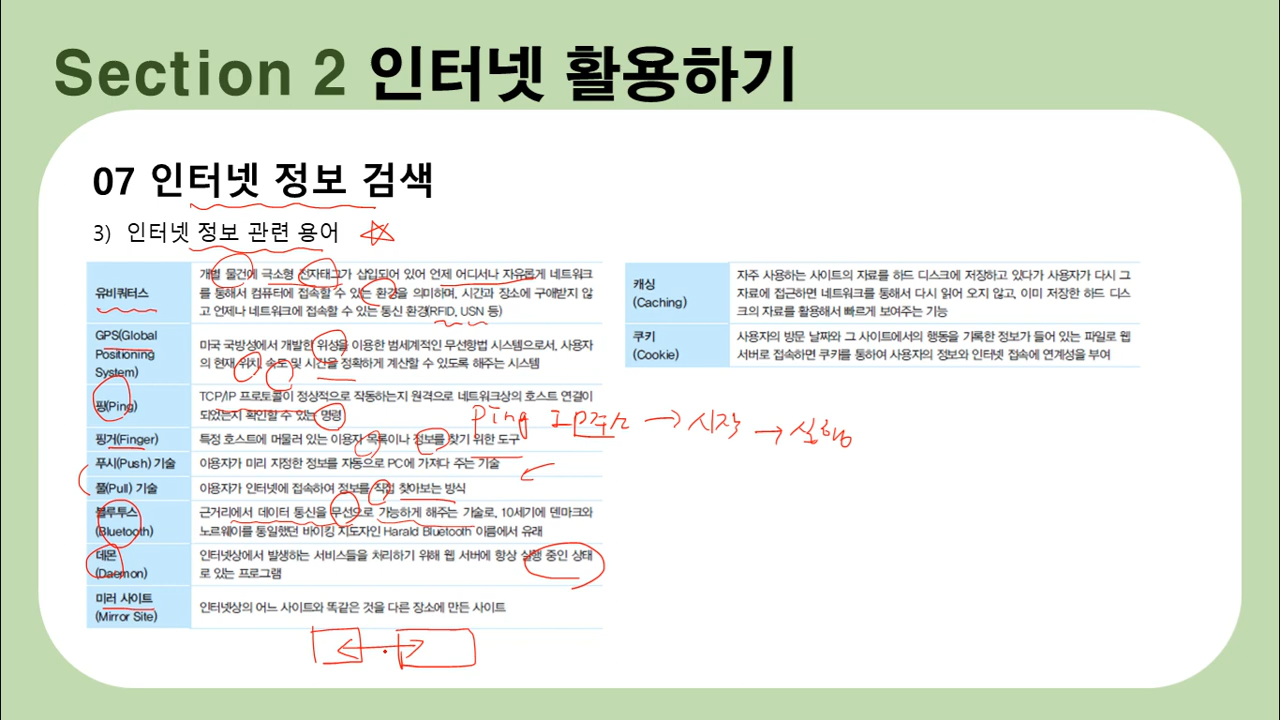 Section 2 인터넷 활용하기
07 인터넷 정보 검색
3) 인터넷 정보 관련 용어
유비쿼터스
개별 물건에 극소형 전자태그가 삽입되어 있어 언제 어디서나 자유롭게 네트워크
를 통해서 컴퓨터에 접속할 수 있는 환경을 의미하며, 시간과 장소에 구애받지 않
고 언제나 네트워크에 접속할 수 있는 통신 환경(RFID, USN 등)
GPS(Global
Positioning
System)
미국 국방성에서 개발한 위성을 이용한 범세계적인 무선항법 시스템으로서, 사용자
의 현재 위치, 속도 및 시간을 정확하게 계산할 수 있도록 해주는 시스템
핑(Ping)
TCP/IP 프로토콜이 정상적으로 작동하는지 원격으로 네트워크상의 호스트 연결이
되었는지 확인할 수 있는 명령
ping IP주소 → 시작 → 실행
핑거(Finger)
특정 호스트에 머물러 있는 이용자 목록이나 정보를 찾기 위한 도구
푸시(Push) 기술
이용자가 미리 지정한 정보를 자동으로 PC에 가져다 주는 기술
풀(Pull) 기술
이용자가 인터넷에 접속하여 정보를 직접 찾아보는 방식
블루투스
(Bluetooth)
근거리에서 데이터 통신을 무선으로 가능하게 해주는 기술로, 10세기에 덴마크와
노르웨이를 통일했던 바이킹 지도자인 Harald Bluetooth 이름에서 유래
데몬
(Daemon)
인터넷상에서 발생하는 서비스들을 처리하기 위해 웹 서버에 항상 실행 중인 상태
로 있는 프로그램
미러 사이트
(Mirror Site)
인터넷상의 어느 사이트와 똑같은 것을 다른 장소에 만든 사이트
캐싱
(Caching)
자주 사용하는 사이트의 자료를 하드 디스크에 저장하고 있다가 사용자가 다시 그
자료에 접근하면 네트워크를 통해서 다시 읽어 오지 않고, 이미 저장한 하드 디스
크의 자료를 활용해서 빠르게 보여주는 기능
쿠키
(Cookie)
사용자의 방문 날짜와 그 사이트에서의 행동을 기록한 정보가 들어 있는 파일로 웹
서버로 접속하면 쿠키를 통하여 사용자의 정보와 인터넷 접속에 연계성을 부여